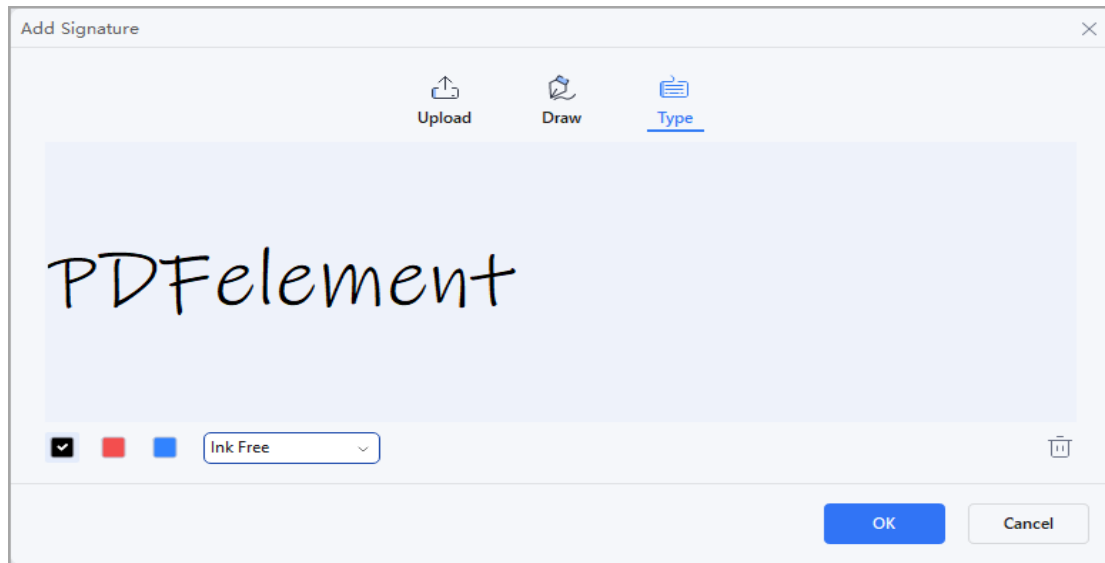 Add Signature
Upload Draw Type
PDFelement
Ink Free
OK Cancel